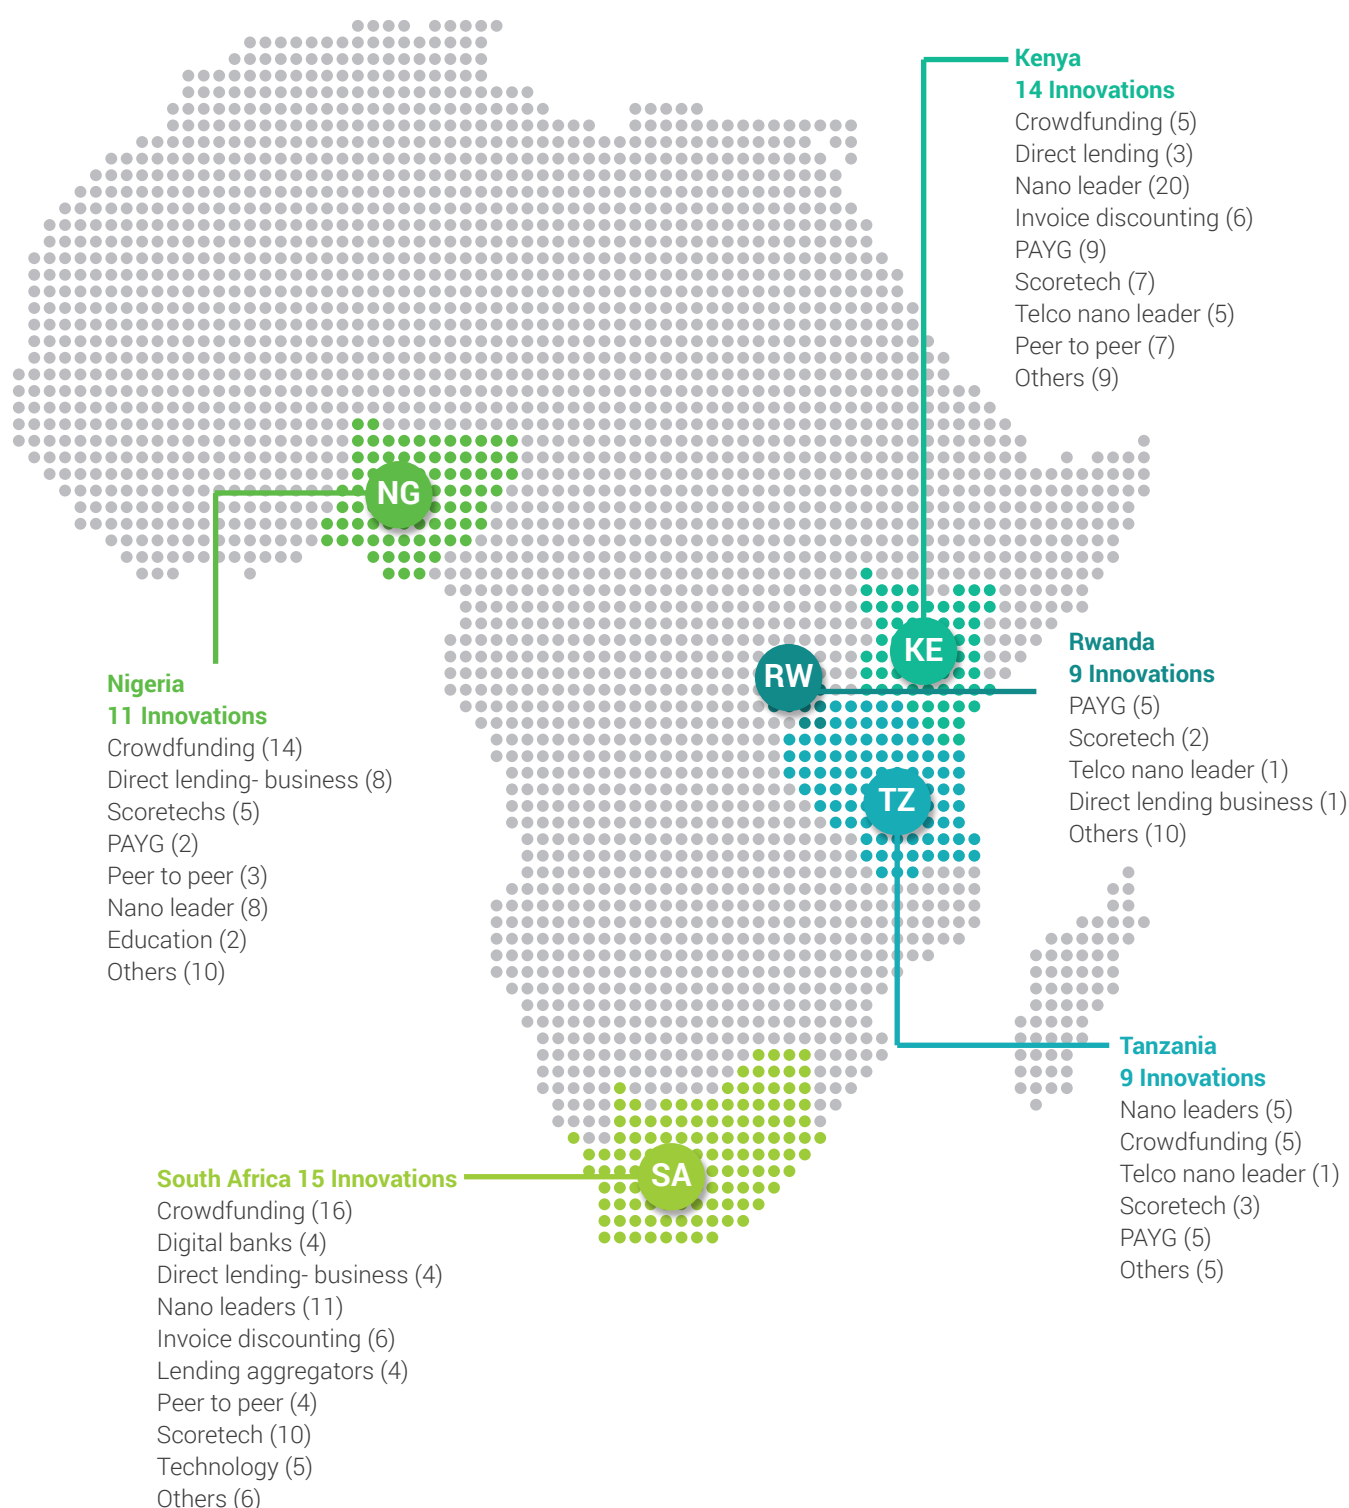 Kenya
14 Innovations
Crowdfunding (5)
Direct lending (3)
Nano leader (20)
Invoice discounting (6)
PAYG (9)
Scoretech (7)
Telco nano leader (5)
Peer to peer (7)
Others (9)
NG
KE
RW
TZ
SA
Rwanda
9 Innovations
PAYG (5)
Scoretech (2)
Telco nano leader (1)
Direct lending business (1)
Others (10)
Nigeria
11 Innovations
Crowdfunding (14)
Direct lending- business (8)
Scoretechs (5)
PAYG (2)
Peer to peer (3)
Nano leader (8)
Education (2)
Others (10)
Tanzania
9 Innovations
Nano leaders (5)
Crowdfunding (5)
Telco nano leader (1)
Scoretech (3)
PAYG (5)
Others (5)
South Africa 15 Innovations
Crowdfunding (16)
Digital banks (4)
Direct lending- business (4)
Nano leaders (11)
Invoice discounting (6)
Lending aggregators (4)
Peer to peer (4)
Scoretech (10)
Technology (5)
Others (6)